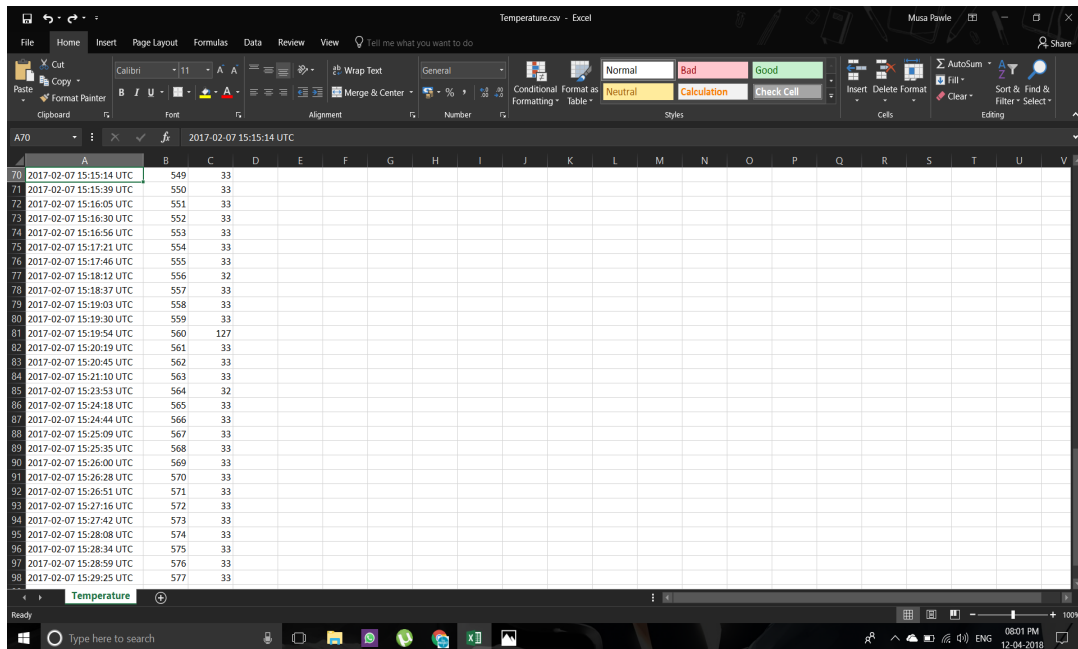 Temperature.csv - Excel
Musa Pawle
File Home Insert Page Layout Formulas Data Review View Tell me what you want to do
Share
Paste
Cut
Copy
Format Painter
Clipboard
Calibri 11 A A
B I U A
Font
Wrap Text
Merge & Center
Alignment
General
% ,
Number
Conditional Formatting
Format as Table
Normal Bad Good
Neutral Calculation Check Cell
Styles
Insert Delete Format
Cells
AutoSum
Fill
Clear
Sort & Filter
Find & Select
Editing
A70 fx 2017-02-07 15:15:14 UTC
A B C D E F G H I J K L M N O P Q R S T U V
70 2017-02-07 15:15:14 UTC 549 33
71 2017-02-07 15:15:39 UTC 550 33
72 2017-02-07 15:16:05 UTC 551 33
73 2017-02-07 15:16:30 UTC 552 33
74 2017-02-07 15:16:56 UTC 553 33
75 2017-02-07 15:17:21 UTC 554 33
76 2017-02-07 15:17:46 UTC 555 33
77 2017-02-07 15:18:12 UTC 556 32
78 2017-02-07 15:18:37 UTC 557 33
79 2017-02-07 15:19:03 UTC 558 33
80 2017-02-07 15:19:30 UTC 559 33
81 2017-02-07 15:19:54 UTC 560 127
82 2017-02-07 15:20:19 UTC 561 33
83 2017-02-07 15:20:45 UTC 562 33
84 2017-02-07 15:21:10 UTC 563 33
85 2017-02-07 15:23:53 UTC 564 32
86 2017-02-07 15:24:18 UTC 565 33
87 2017-02-07 15:24:44 UTC 566 33
88 2017-02-07 15:25:09 UTC 567 33
89 2017-02-07 15:25:35 UTC 568 33
90 2017-02-07 15:26:00 UTC 569 33
91 2017-02-07 15:26:28 UTC 570 33
92 2017-02-07 15:26:51 UTC 571 33
93 2017-02-07 15:27:16 UTC 572 33
94 2017-02-07 15:27:42 UTC 573 33
95 2017-02-07 15:28:08 UTC 574 33
96 2017-02-07 15:28:34 UTC 575 33
97 2017-02-07 15:28:59 UTC 576 33
98 2017-02-07 15:29:25 UTC 577 33
Temperature
Ready
100%
Type here to search
ENG
08:01 PM
12-04-2018